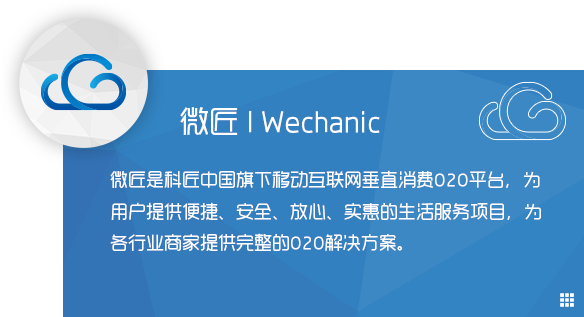 微匠 | Wechanic
微匠是科匠中国旗下移动互联网垂直消费O2O平台，为
用户提供便捷、安全、放心、实惠的生活服务项目，为
各行业商家提供完整的O2O解决方案。